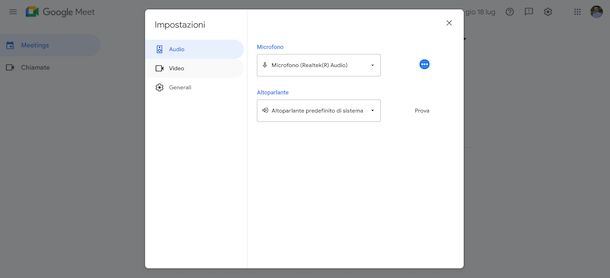 Google Meet
gio 18 lug
Meetings
Chiamate
Impostazioni
Audio
Video
Generali
Microfono
Microfono (Realtek(R) Audio)
Altoparlante
Altoparlante predefinito di sistema
Prova